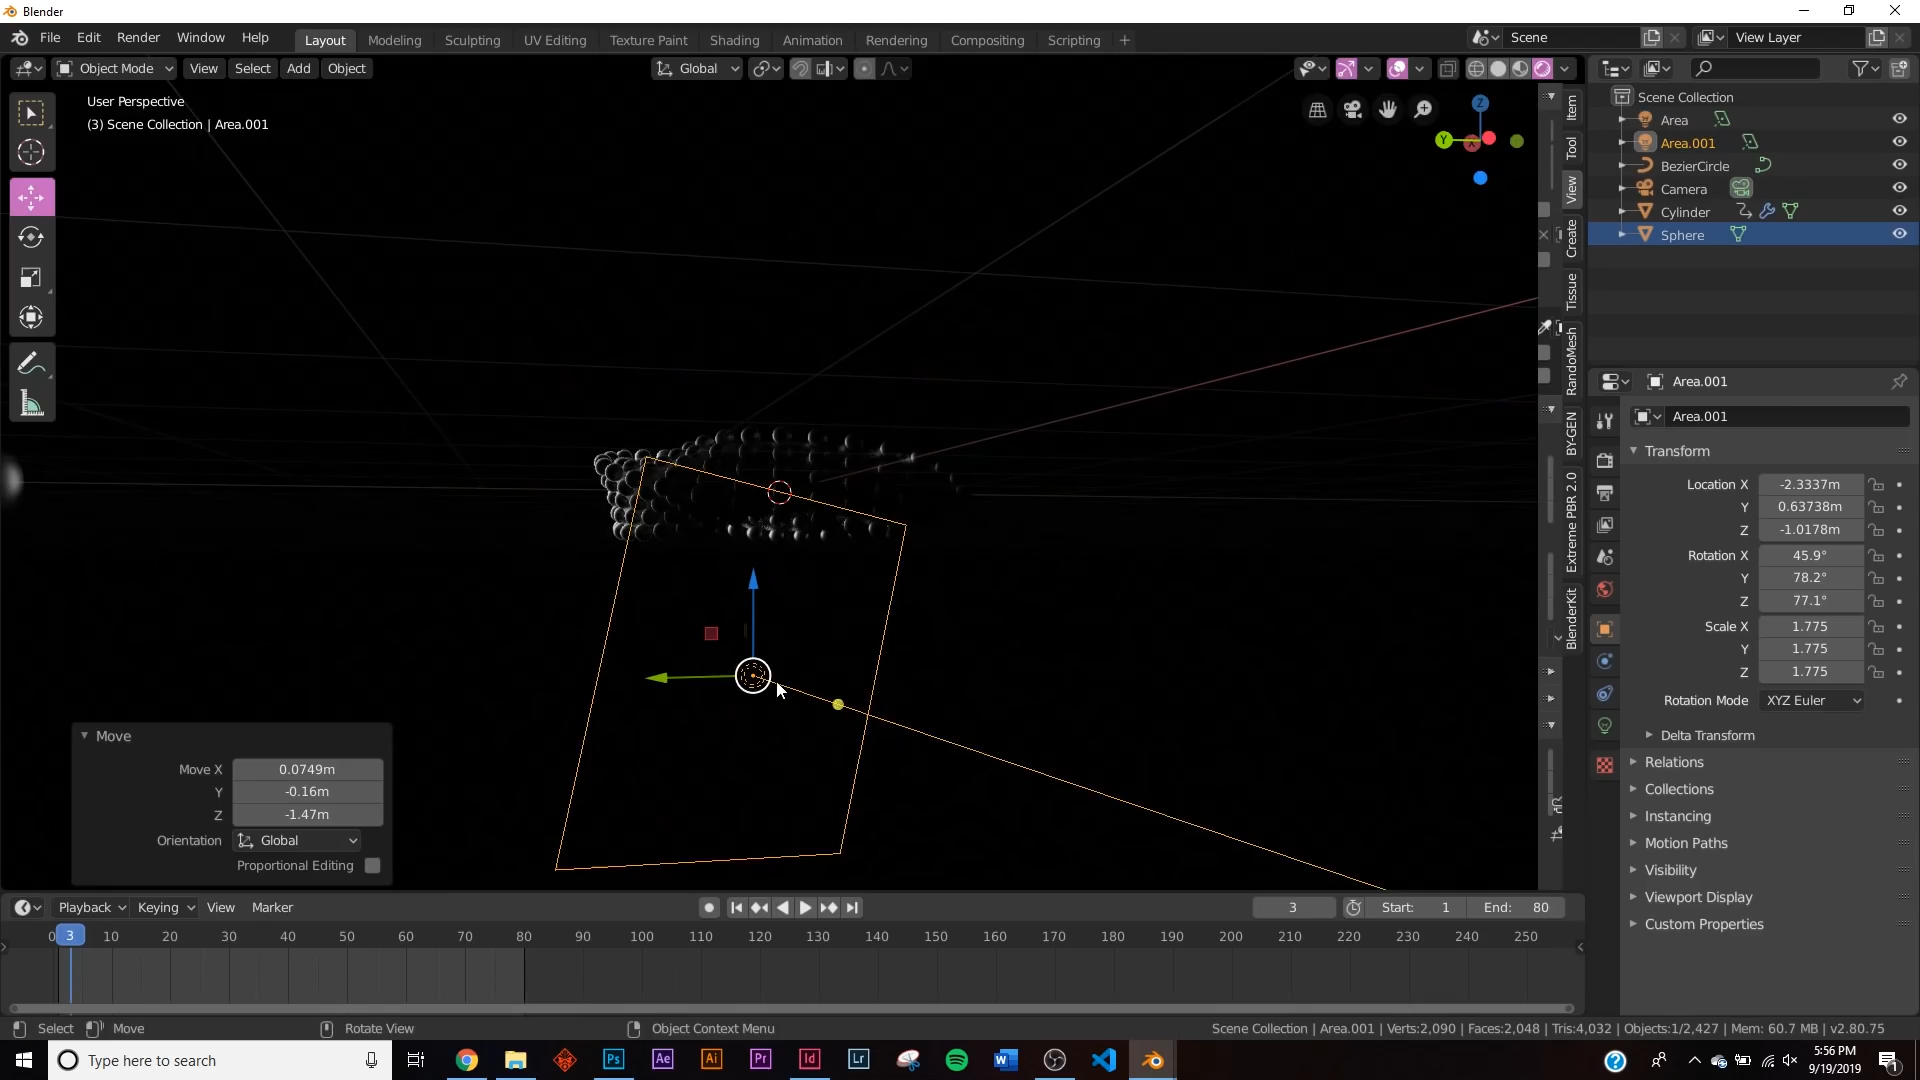 Blender
File Edit Render Window Help
Layout Modeling Sculpting UV Editing Texture Paint Shading Animation Rendering Compositing Scripting +
Scene
View Layer
Object Mode View Select Add Object
Global
User Perspective
(3) Scene Collection | Area.001
Z
Y
X
Item
Tool
View
Create
Tissue
RandoMesh
BY-GEN
Extreme PBR 2.0
BlenderKit
Scene Collection
Area
Area.001
BezierCircle
Camera
Cylinder
Sphere
Area.001
Area.001
Transform
Location X -2.3337m
Y 0.63738m
Z -1.0178m
Rotation X 45.9°
Y 78.2°
Z 77.1°
Scale X 1.775
Y 1.775
Z 1.775
Rotation Mode XYZ Euler
Delta Transform
Relations
Collections
Instancing
Motion Paths
Visibility
Viewport Display
Custom Properties
Move
Move X 0.0749m
Y -0.16m
Z -1.47m
Orientation Global
Proportional Editing
Playback Keying View Marker
3 Start: 1 End: 80
0 3 10 20 30 40 50 60 70 80 90 100 110 120 130 140 150 160 170 180 190 200 210 220 230 240 250
Select Move Rotate View Object Context Menu
Scene Collection | Area.001 | Verts:2,090 | Faces:2,048 | Tris:4,032 | Objects:1/2,427 | Mem: 60.7 MB | v2.80.75
Type here to search
Ps Ae Ai Pr Id Lr W
5:56 PM
9/19/2019
1